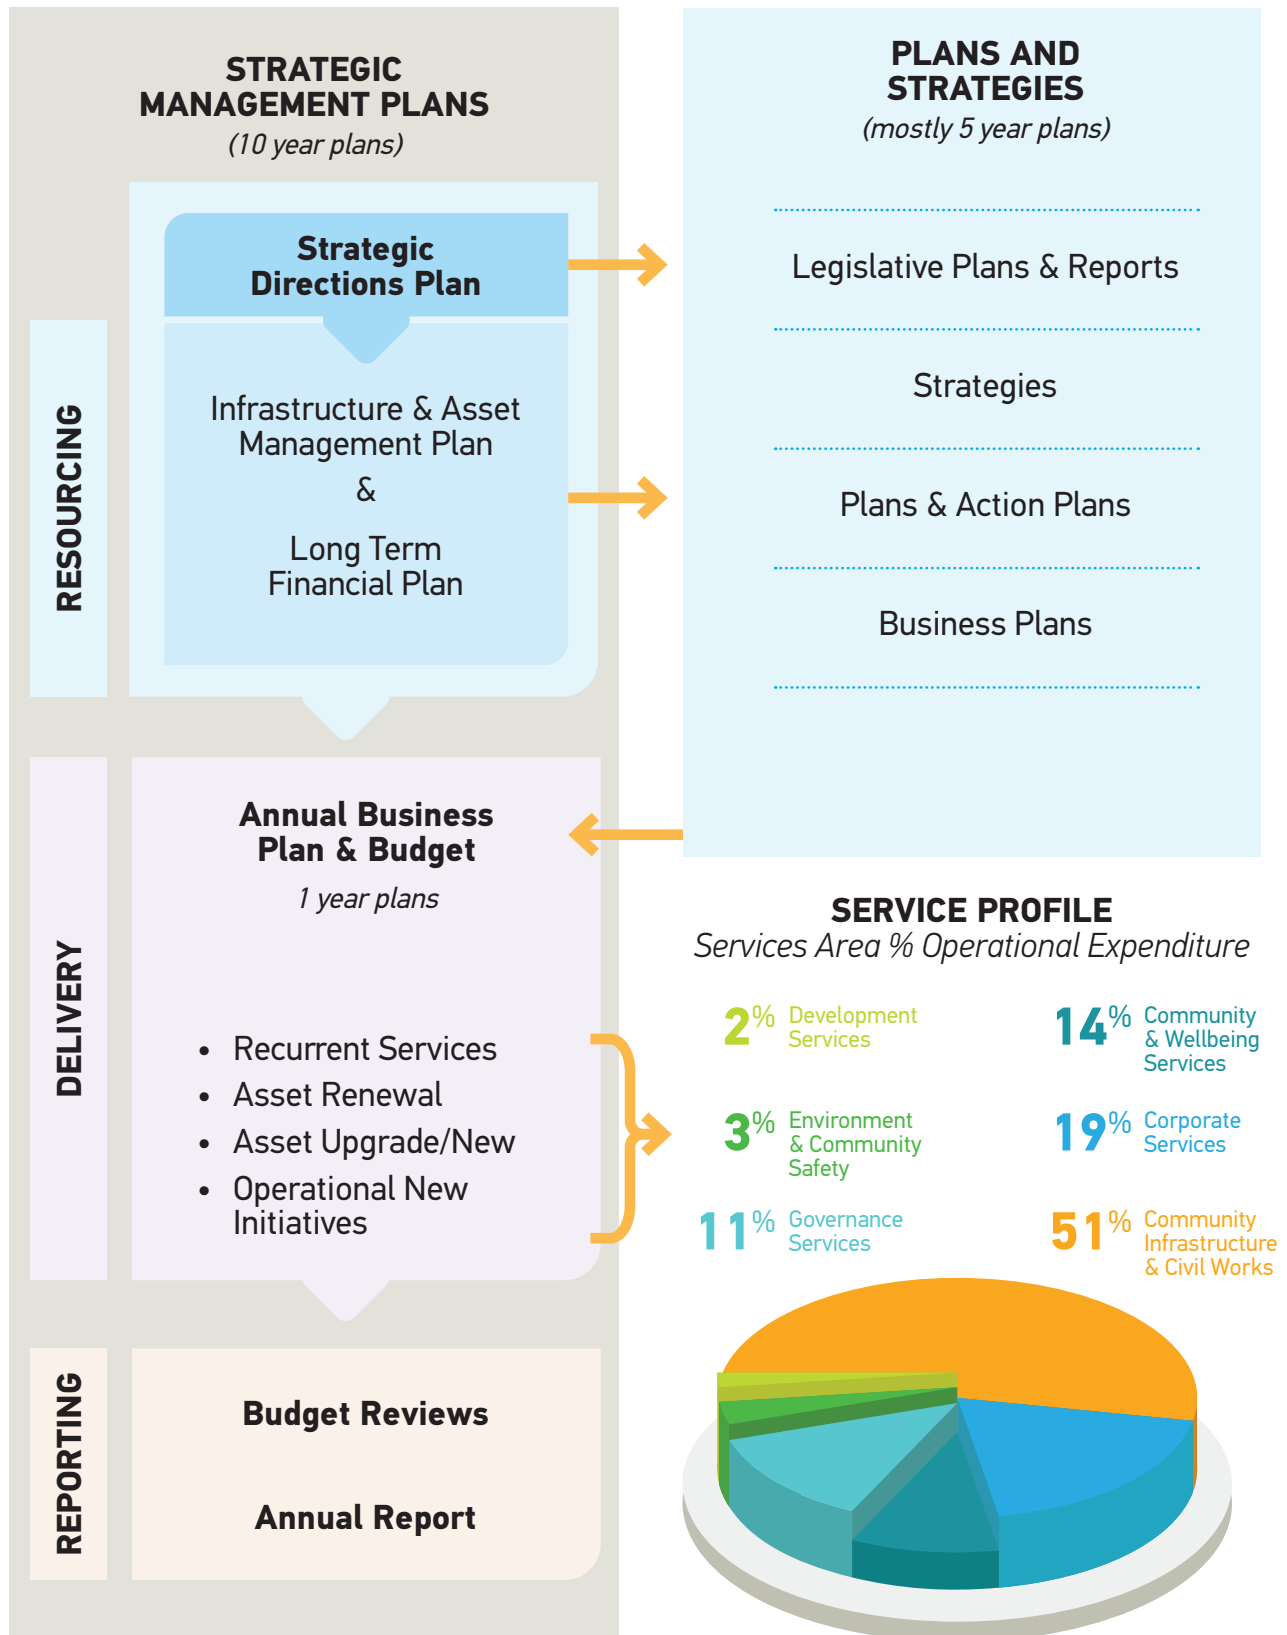 STRATEGIC
MANAGEMENT PLANS
(10 year plans)
Strategic
Directions Plan
RESOURCING
Infrastructure & Asset
Management Plan
&
Long Term
Financial Plan
PLANS AND
STRATEGIES
(mostly 5 year plans)
Legislative Plans & Reports
Strategies
Plans & Action Plans
Business Plans
DELIVERY
Annual Business
Plan & Budget
1 year plans
• Recurrent Services
• Asset Renewal
• Asset Upgrade/New
• Operational New
Initiatives
SERVICE PROFILE
Services Area % Operational Expenditure
2% Development
Services
14% Community
& Wellbeing
Services
3% Environment
& Community
Safety
19% Corporate
Services
11% Governance
Services
51% Community
Infrastructure
& Civil Works
REPORTING
Budget Reviews
Annual Report